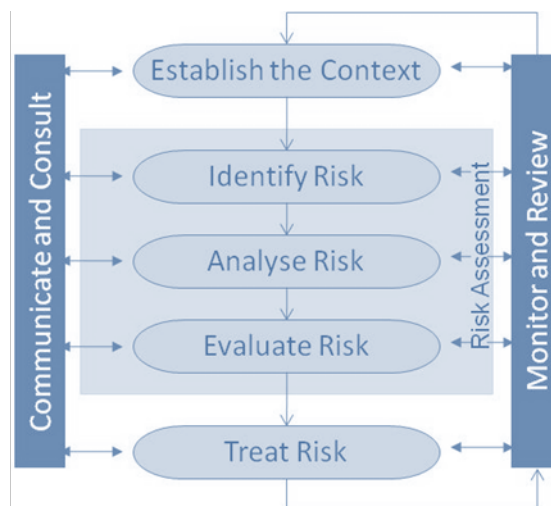 Establish the Context
Communicate and Consult
Identify Risk
Analyse Risk
Evaluate Risk
Risk Assessment
Monitor and Review
Treat Risk